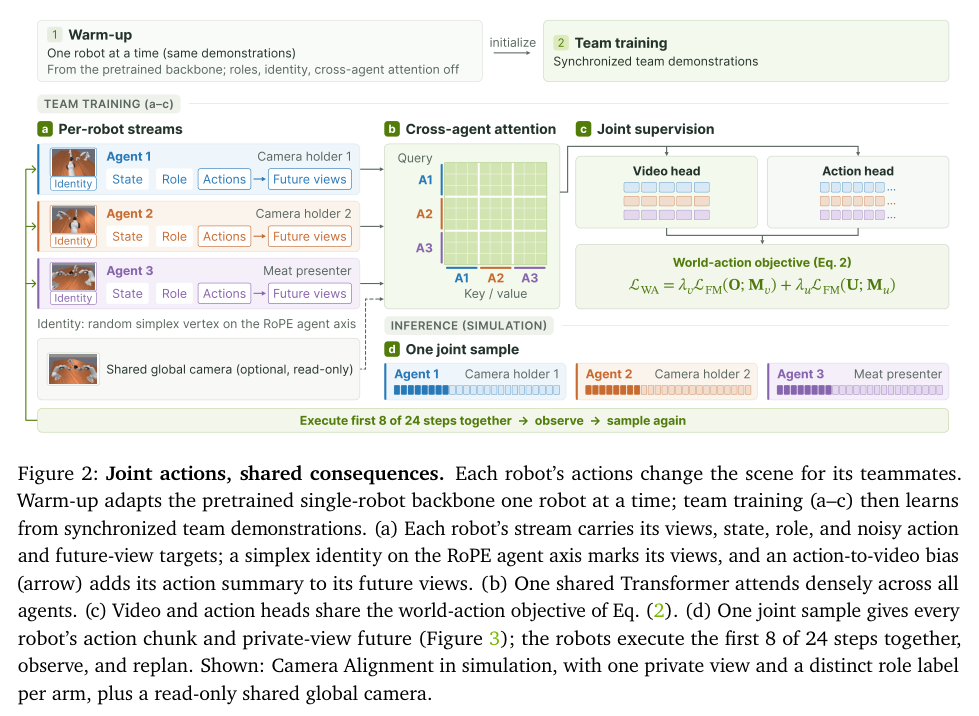 1 Warm-up
One robot at a time (same demonstrations)
From the pretrained backbone; roles, identity, cross-agent attention off
initialize
2 Team training
Synchronized team demonstrations
TEAM TRAINING (a–c)
a Per-robot streams
Identity
Agent 1 Camera holder 1
State Role Actions → Future views
Identity
Agent 2 Camera holder 2
State Role Actions → Future views
Identity
Agent 3 Meat presenter
State Role Actions → Future views
Identity: random simplex vertex on the RoPE agent axis
Shared global camera (optional, read-only)
b Cross-agent attention
Query
A1
A2
A3
A1 A2 A3
Key / value
c Joint supervision
Video head
Action head
...
...
...
World-action objective (Eq. 2)
ℒ_WA = λ_v ℒ_FM(O; M_v) + λ_u ℒ_FM(U; M_u)
INFERENCE (SIMULATION)
d One joint sample
Agent 1 Camera holder 1
Agent 2 Camera holder 2
Agent 3 Meat presenter
Execute first 8 of 24 steps together → observe → sample again
Figure 2: Joint actions, shared consequences. Each robot’s actions change the scene for its teammates.
Warm-up adapts the pretrained single-robot backbone one robot at a time; team training (a–c) then learns
from synchronized team demonstrations. (a) Each robot’s stream carries its views, state, role, and noisy action
and future-view targets; a simplex identity on the RoPE agent axis marks its views, and an action-to-video bias
(arrow) adds its action summary to its future views. (b) One shared Transformer attends densely across all
agents. (c) Video and action heads share the world-action objective of Eq. (2). (d) One joint sample gives every
robot’s action chunk and private-view future (Figure 3); the robots execute the first 8 of 24 steps together,
observe, and replan. Shown: Camera Alignment in simulation, with one private view and a distinct role label
per arm, plus a read-only shared global camera.